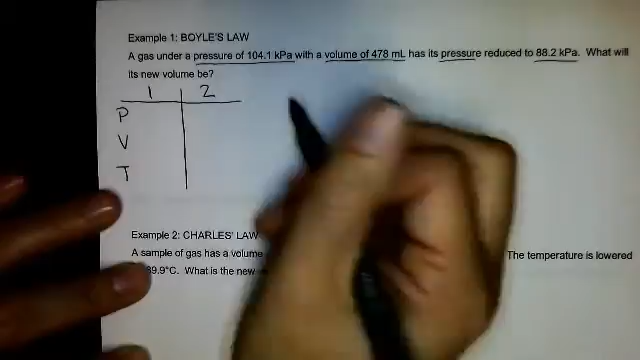 Example 1: BOYLE'S LAW
A gas under a pressure of 104.1 kPa with a volume of 478 mL has its pressure reduced to 88.2 kPa. What will
its new volume be?
1 2
P
V
T
Example 2: CHARLES' LAW
A sample of gas has a volume The temperature is lowered
89.9°C. What is the new